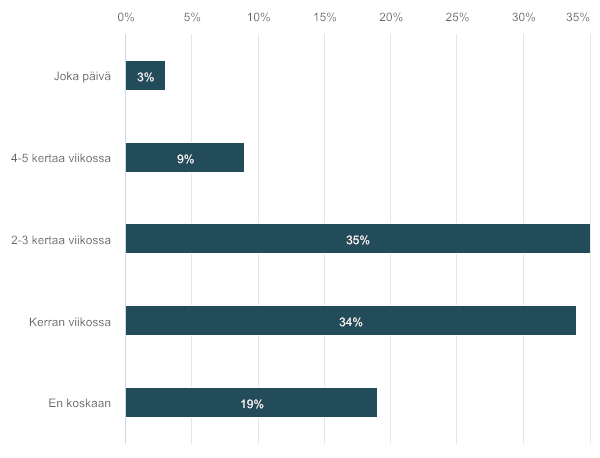 0% 5% 10% 15% 20% 25% 30% 35%
Joka päivä 3%
4-5 kertaa viikossa 9%
2-3 kertaa viikossa 35%
Kerran viikossa 34%
En koskaan 19%